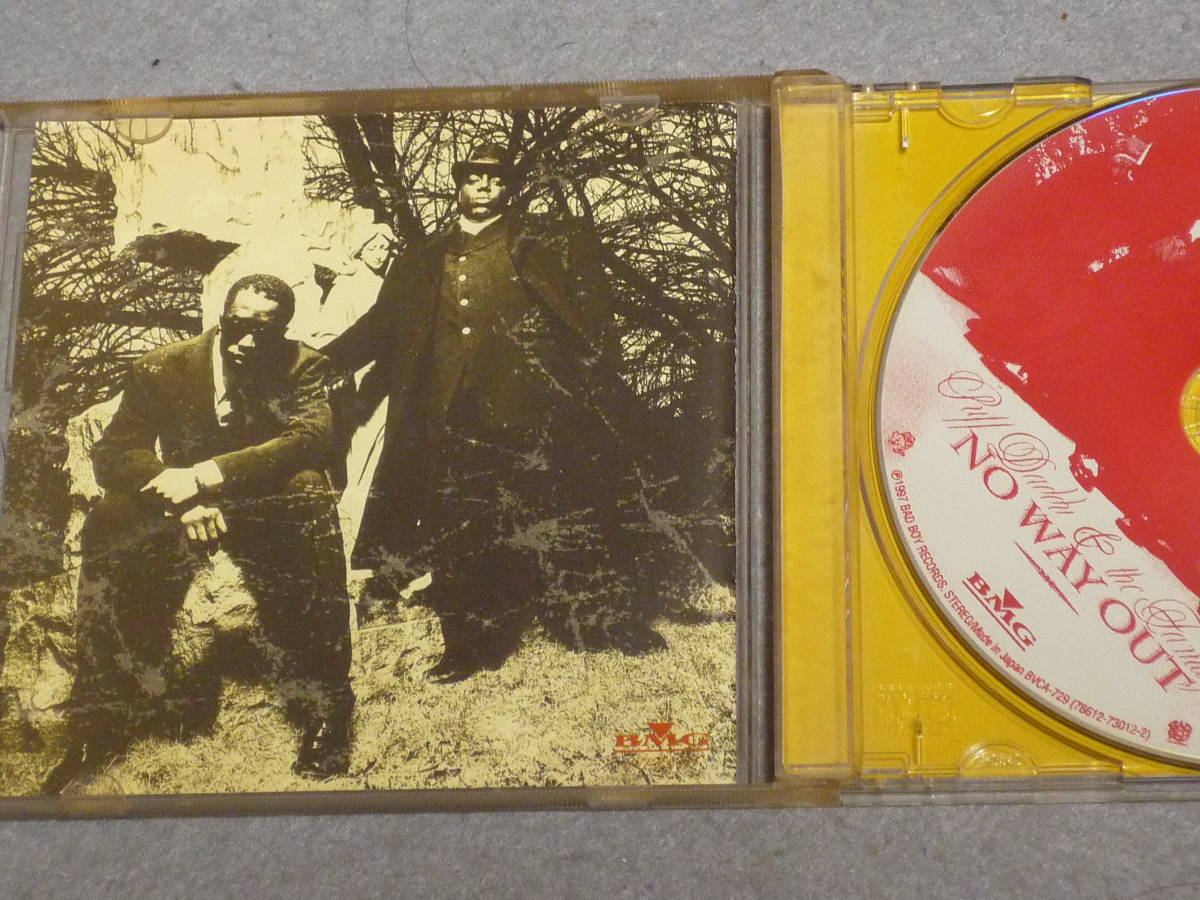 BMG
Puff Daddy & the Family
NO WAY OUT
℗1997 BAD BOY RECORDS. STEREO/Made in Japan BVCA-729 (78612-73012-2)
BMG